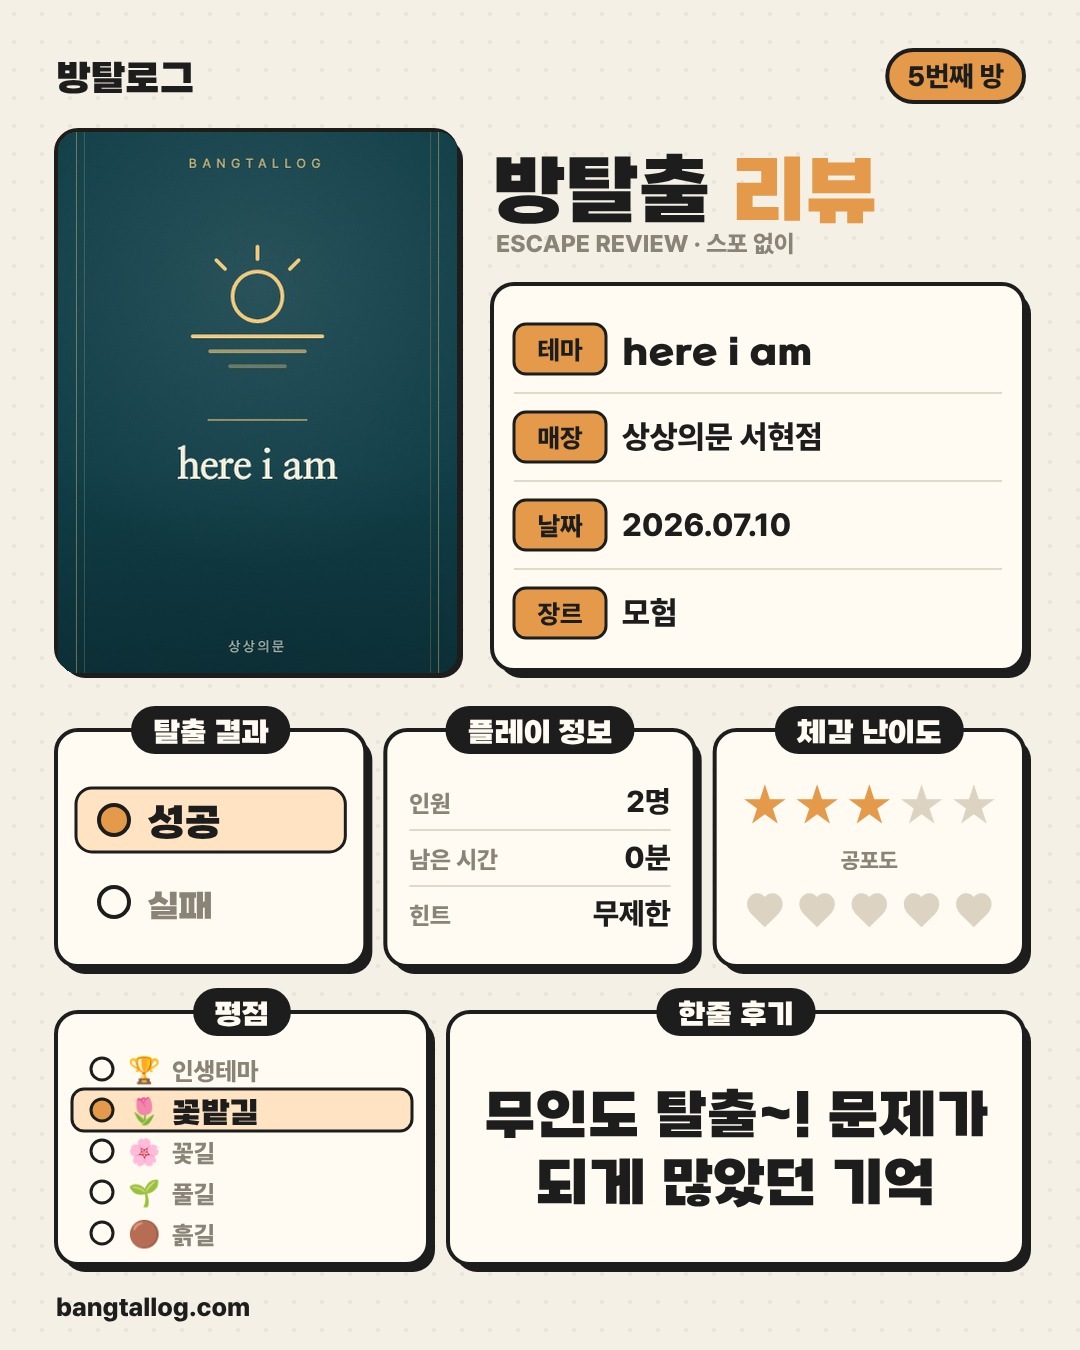 방탈로그
5번째 방
BANGTALLOG
here i am
상상의문
방탈출 리뷰
ESCAPE REVIEW · 스포 없이
테마 here i am
매장 상상의문 서현점
날짜 2026.07.10
장르 모험
탈출 결과
성공
실패
플레이 정보
인원 2명
남은 시간 0분
힌트 무제한
체감 난이도
공포도
평점
인생테마
꽃밭길
꽃길
풀길
흙길
한줄 후기
무인도 탈출~! 문제가
되게 많았던 기억
bangtallog.com